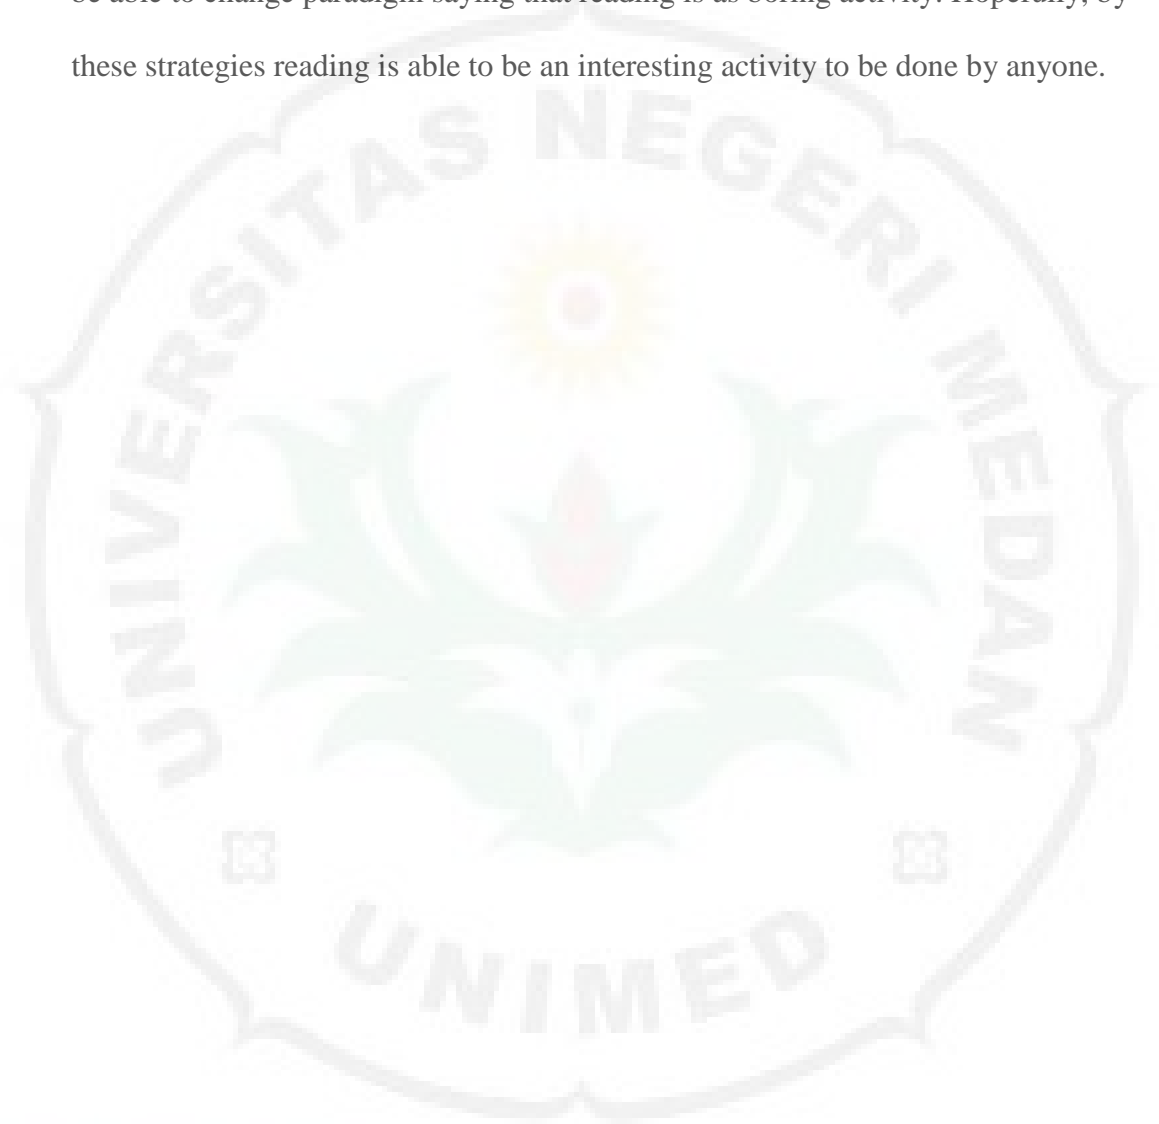 be able to change paradigm saying that reading is as boring activity. Hopefully, by
these strategies reading is able to be an interesting activity to be done by anyone.
UNIVERSITAS NEGERI MEDAN
UNIMED